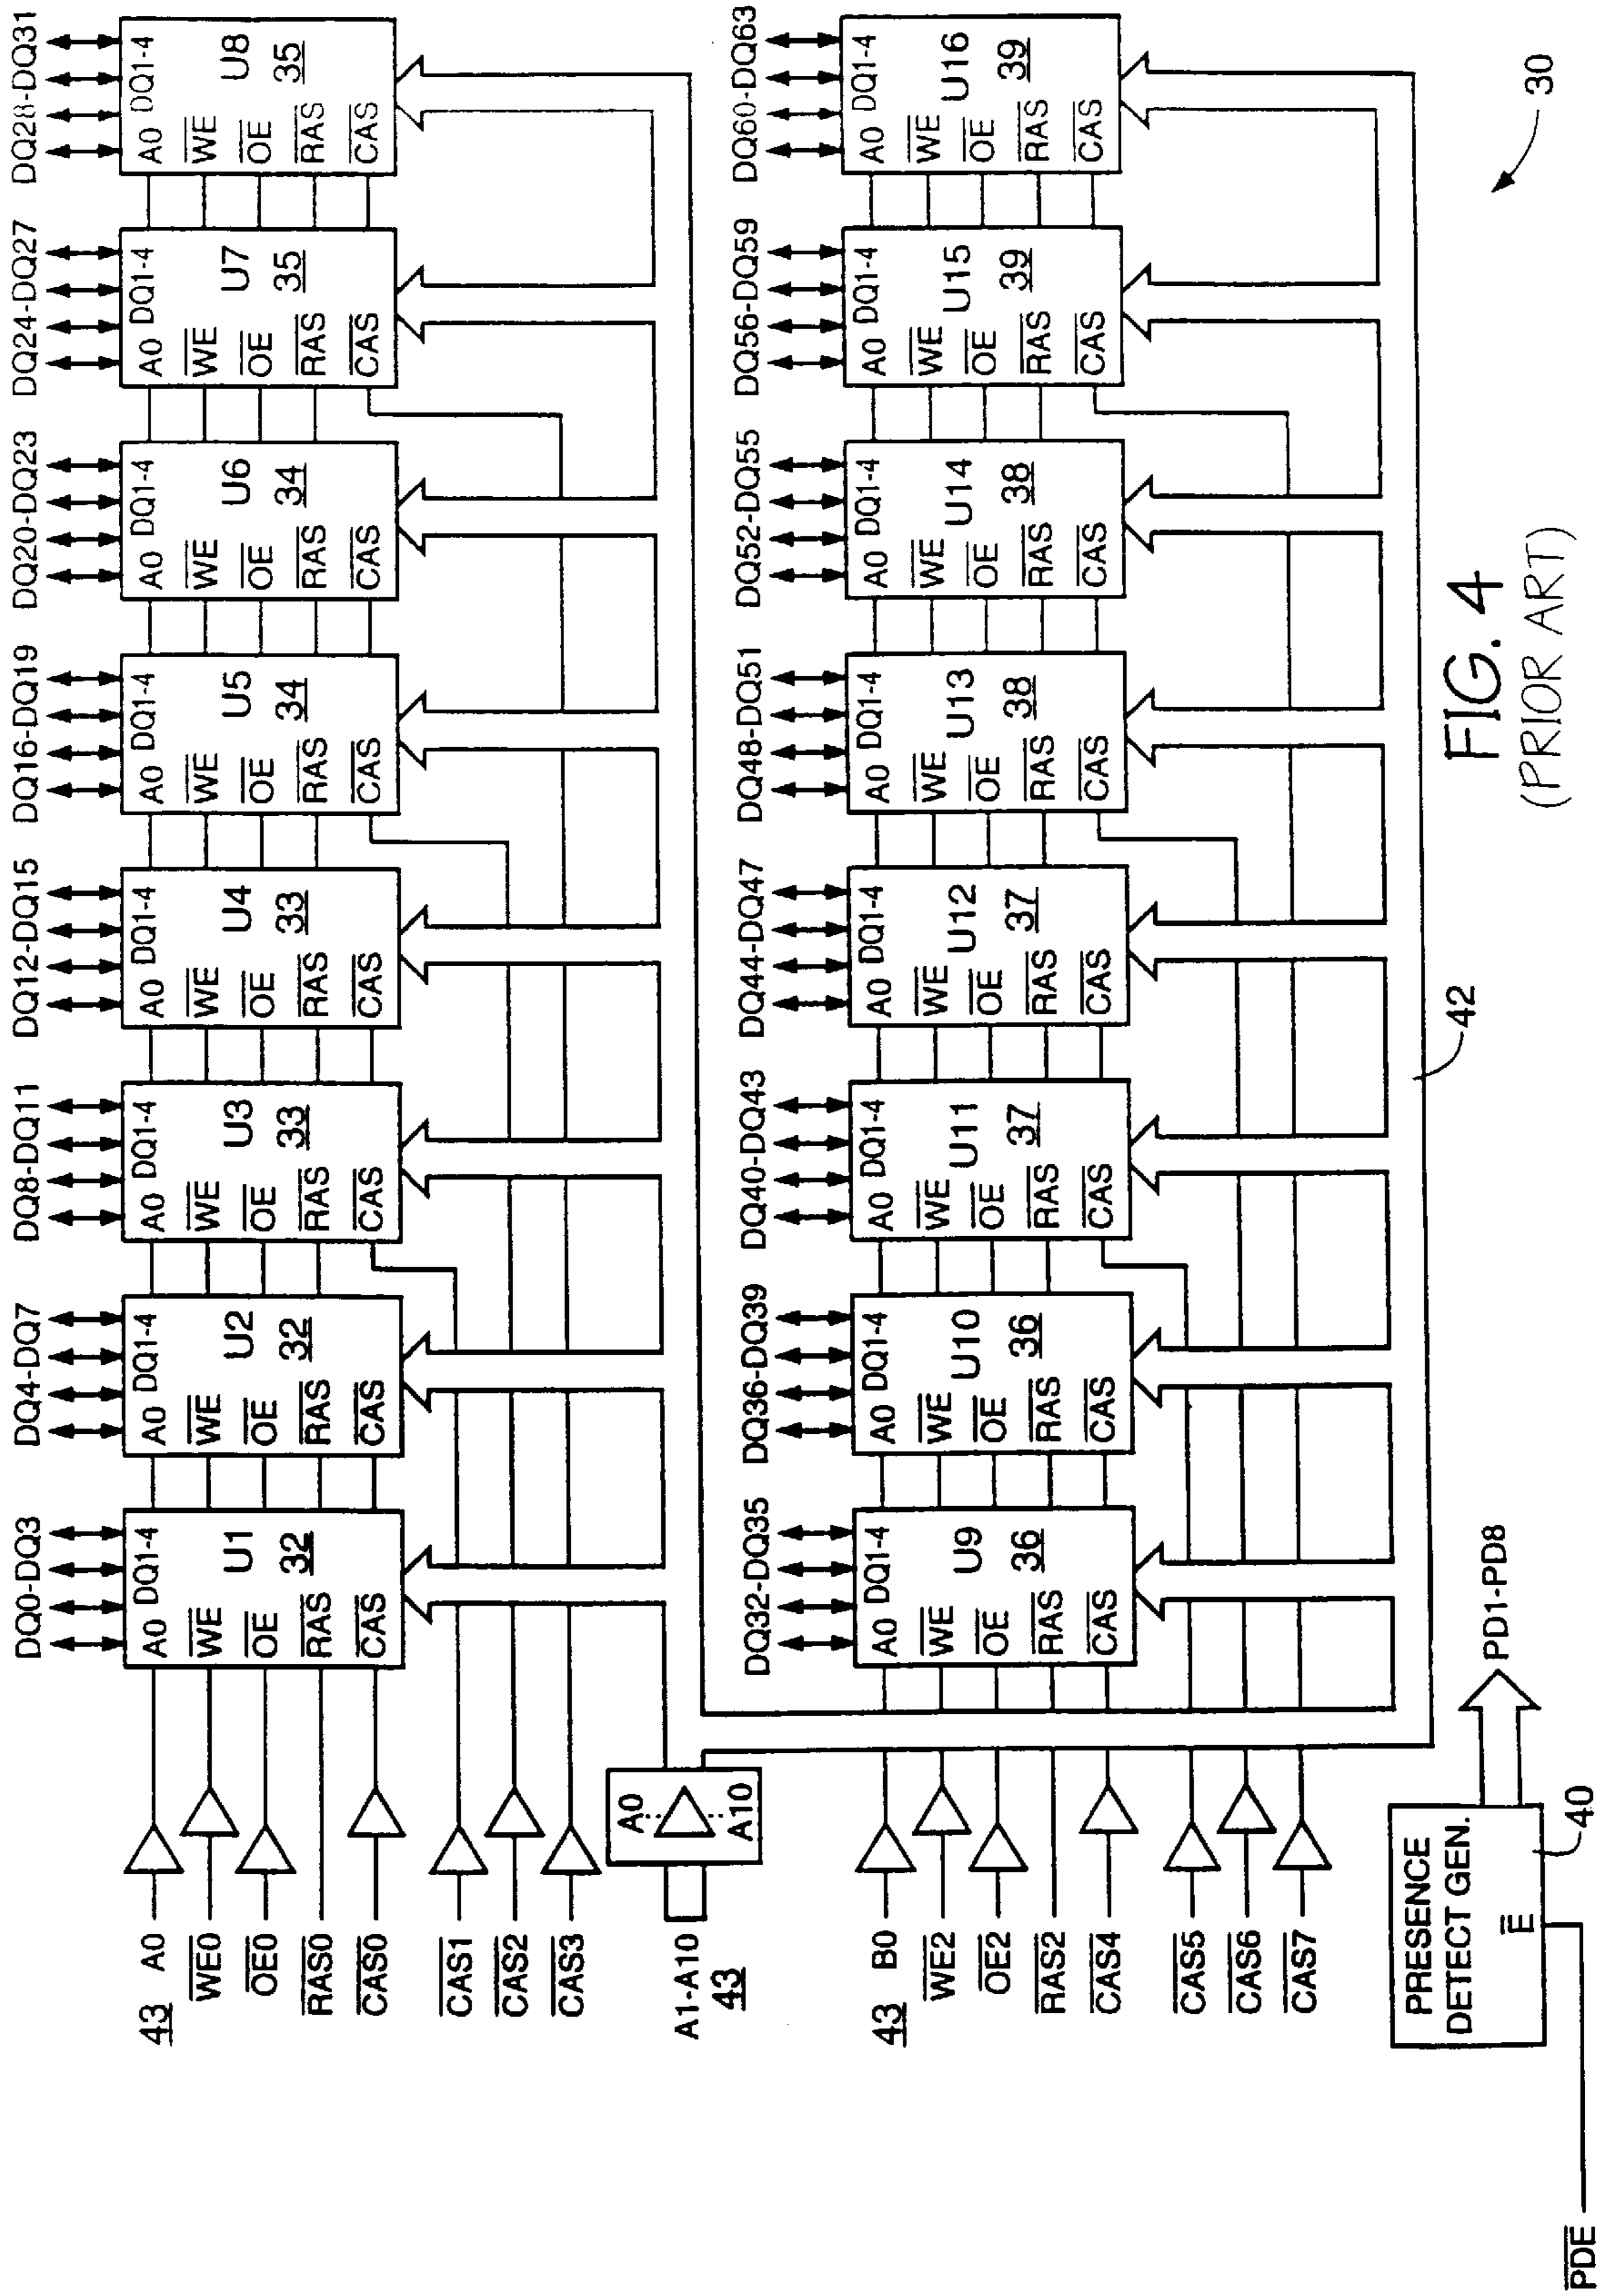 DQ0-DQ3 DQ4-DQ7 DQ8-DQ11 DQ12-DQ15 DQ16-DQ19 DQ20-DQ23 DQ24-DQ27 DQ28-DQ31
A0 DQ1-4 A0 DQ1-4 A0 DQ1-4 A0 DQ1-4 A0 DQ1-4 A0 DQ1-4 A0 DQ1-4 A0 DQ1-4
43 A0
WE U1 WE U2 WE U3 WE U4 WE U5 WE U6 WE U7 WE U8
WE0
OE 32 OE 32 OE 33 OE 33 OE 34 OE 34 OE 35 OE 35
OE0
RAS RAS RAS RAS RAS RAS RAS RAS
RAS0
CAS CAS CAS CAS CAS CAS CAS CAS
CAS0
CAS1
CAS2
CAS3
A0
A1-A10
43
A10
DQ32-DQ35 DQ36-DQ39 DQ40-DQ43 DQ44-DQ47 DQ48-DQ51 DQ52-DQ55 DQ56-DQ59 DQ60-DQ63
A0 DQ1-4 A0 DQ1-4 A0 DQ1-4 A0 DQ1-4 A0 DQ1-4 A0 DQ1-4 A0 DQ1-4 A0 DQ1-4
43 B0
WE U9 WE U10 WE U11 WE U12 WE U13 WE U14 WE U15 WE U16
WE2
OE 36 OE 36 OE 37 OE 37 OE 38 OE 38 OE 39 OE 39
OE2
RAS RAS RAS RAS RAS RAS RAS RAS
RAS2
CAS CAS CAS CAS CAS CAS CAS CAS
CAS4
CAS5
CAS6
CAS7
42
PRESENCE
DETECT GEN.
E
40
PD1-PD8
PDE
30
FIG. 4
(PRIOR ART)